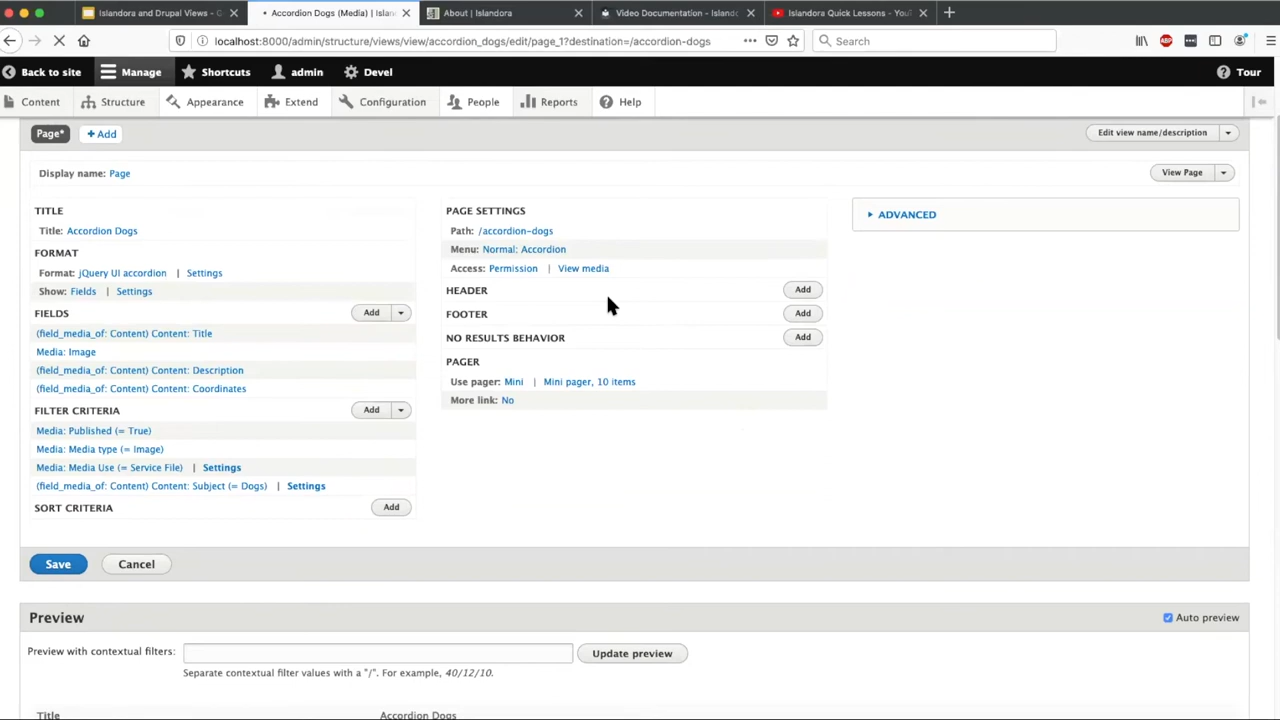 Islandora and Drupal Views - G
Accordion Dogs (Media) | Islan
About | Islandora
Video Documentation - Islando
Islandora Quick Lessons - YouT
localhost:8000/admin/structure/views/view/accordion_dogs/edit/page_1?destination=/accordion-dogs
Search
Back to site Manage Shortcuts admin Devel Tour
Content Structure Appearance Extend Configuration People Reports Help
Page* + Add Edit view name/description
Display name: Page View Page
TITLE
Title: Accordion Dogs
FORMAT
Format: jQuery UI accordion | Settings
Show: Fields | Settings
FIELDS Add
(field_media_of: Content) Content: Title
Media: Image
(field_media_of: Content) Content: Description
(field_media_of: Content) Content: Coordinates
FILTER CRITERIA Add
Media: Published (= True)
Media: Media type (= Image)
Media: Media Use (= Service File) | Settings
(field_media_of: Content) Content: Subject (= Dogs) | Settings
SORT CRITERIA Add
PAGE SETTINGS
Path: /accordion-dogs
Menu: Normal: Accordion
Access: Permission | View media
HEADER Add
FOOTER Add
NO RESULTS BEHAVIOR Add
PAGER
Use pager: Mini | Mini pager, 10 items
More link: No
ADVANCED
Save Cancel
Preview Auto preview
Preview with contextual filters: Update preview
Separate contextual filter values with a "/". For example, 40/12/10.
Title Accordion Dogs